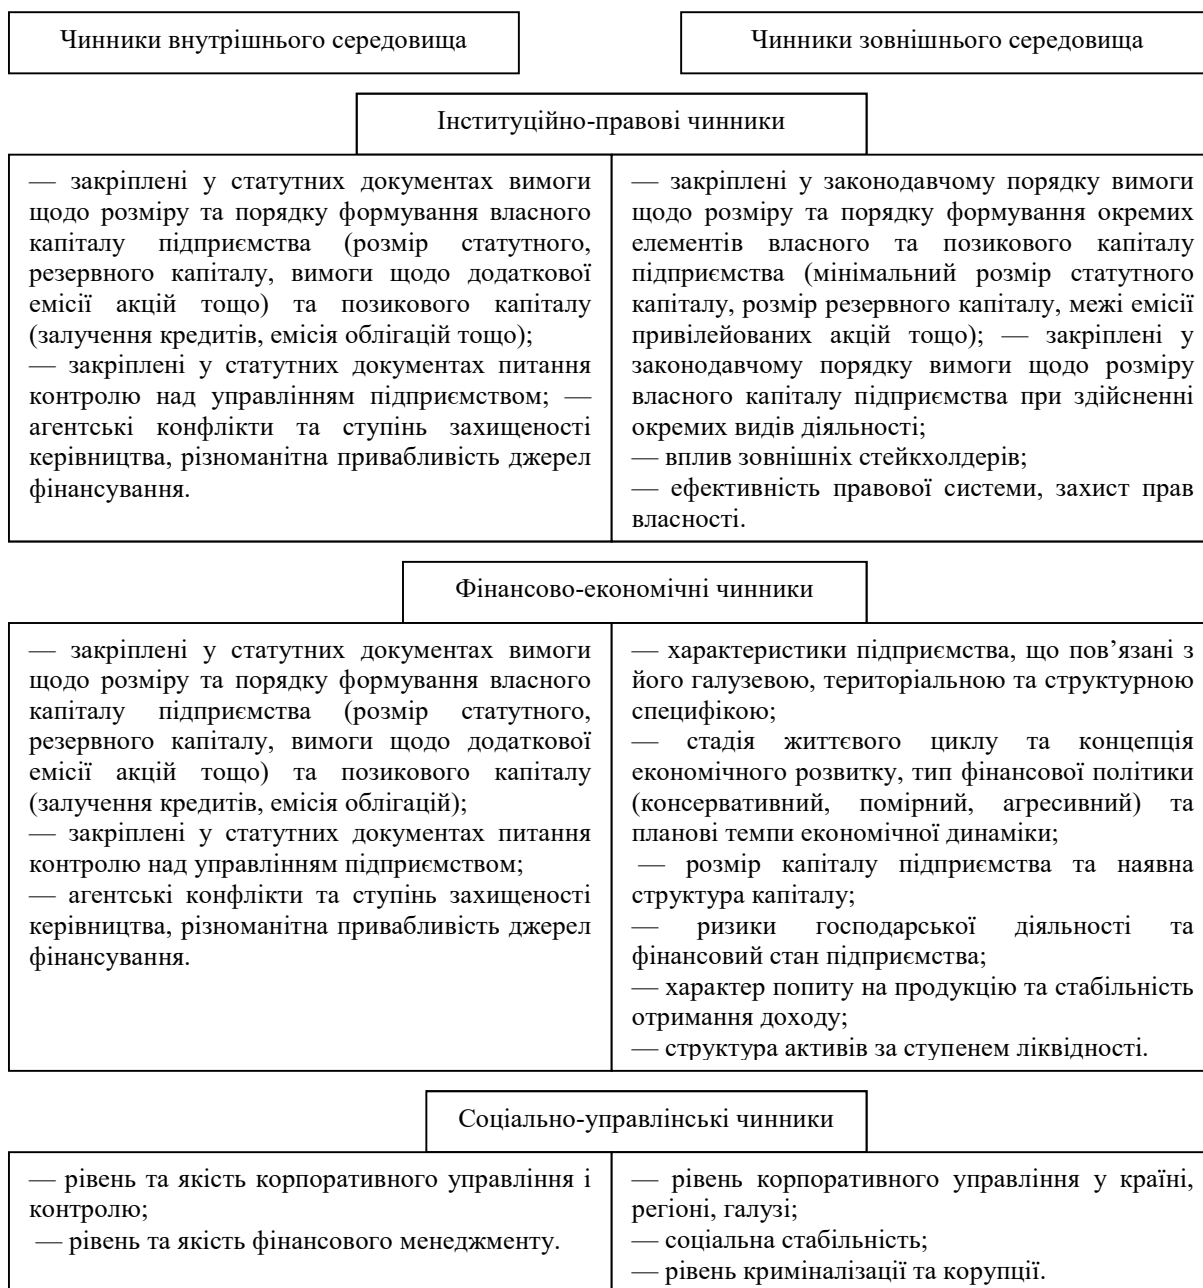 Чинники внутрішнього середовища
Чинники зовнішнього середовища
Інституційно-правові чинники
— закріплені у статутних документах вимоги
щодо розміру та порядку формування власного
капіталу підприємства (розмір статутного,
резервного капіталу, вимоги щодо додаткової
емісії акцій тощо) та позикового капіталу
(залучення кредитів, емісія облігацій тощо);
— закріплені у статутних документах питання
контролю над управлінням підприємством; —
агентські конфлікти та ступінь захищеності
керівництва, різноманітна привабливість джерел
фінансування.
— закріплені у законодавчому порядку вимоги
щодо розміру та порядку формування окремих
елементів власного та позикового капіталу
підприємства (мінімальний розмір статутного
капіталу, розмір резервного капіталу, межі емісії
привілейованих акцій тощо); — закріплені у
законодавчому порядку вимоги щодо розміру
власного капіталу підприємства при здійсненні
окремих видів діяльності;
— вплив зовнішніх стейкхолдерів;
— ефективність правової системи, захист прав
власності.
Фінансово-економічні чинники
— закріплені у статутних документах вимоги
щодо розміру та порядку формування власного
капіталу підприємства (розмір статутного,
резервного капіталу, вимоги щодо додаткової
емісії акцій тощо) та позикового капіталу
(залучення кредитів, емісія облігацій);
— закріплені у статутних документах питання
контролю над управлінням підприємством;
— агентські конфлікти та ступінь захищеності
керівництва, різноманітна привабливість джерел
фінансування.
— характеристики підприємства, що пов’язані з
його галузевою, територіальною та структурною
специфікою;
— стадія життєвого циклу та концепція
економічного розвитку, тип фінансової політики
(консервативний, помірний, агресивний) та
планові темпи економічної динаміки;
— розмір капіталу підприємства та наявна
структура капіталу;
— ризики господарської діяльності та
фінансовий стан підприємства;
— характер попиту на продукцію та стабільність
отримання доходу;
— структура активів за ступенем ліквідності.
Соціально-управлінські чинники
— рівень та якість корпоративного управління і
контролю;
— рівень та якість фінансового менеджменту.
— рівень корпоративного управління у країні,
регіоні, галузі;
— соціальна стабільність;
— рівень криміналізації та корупції.